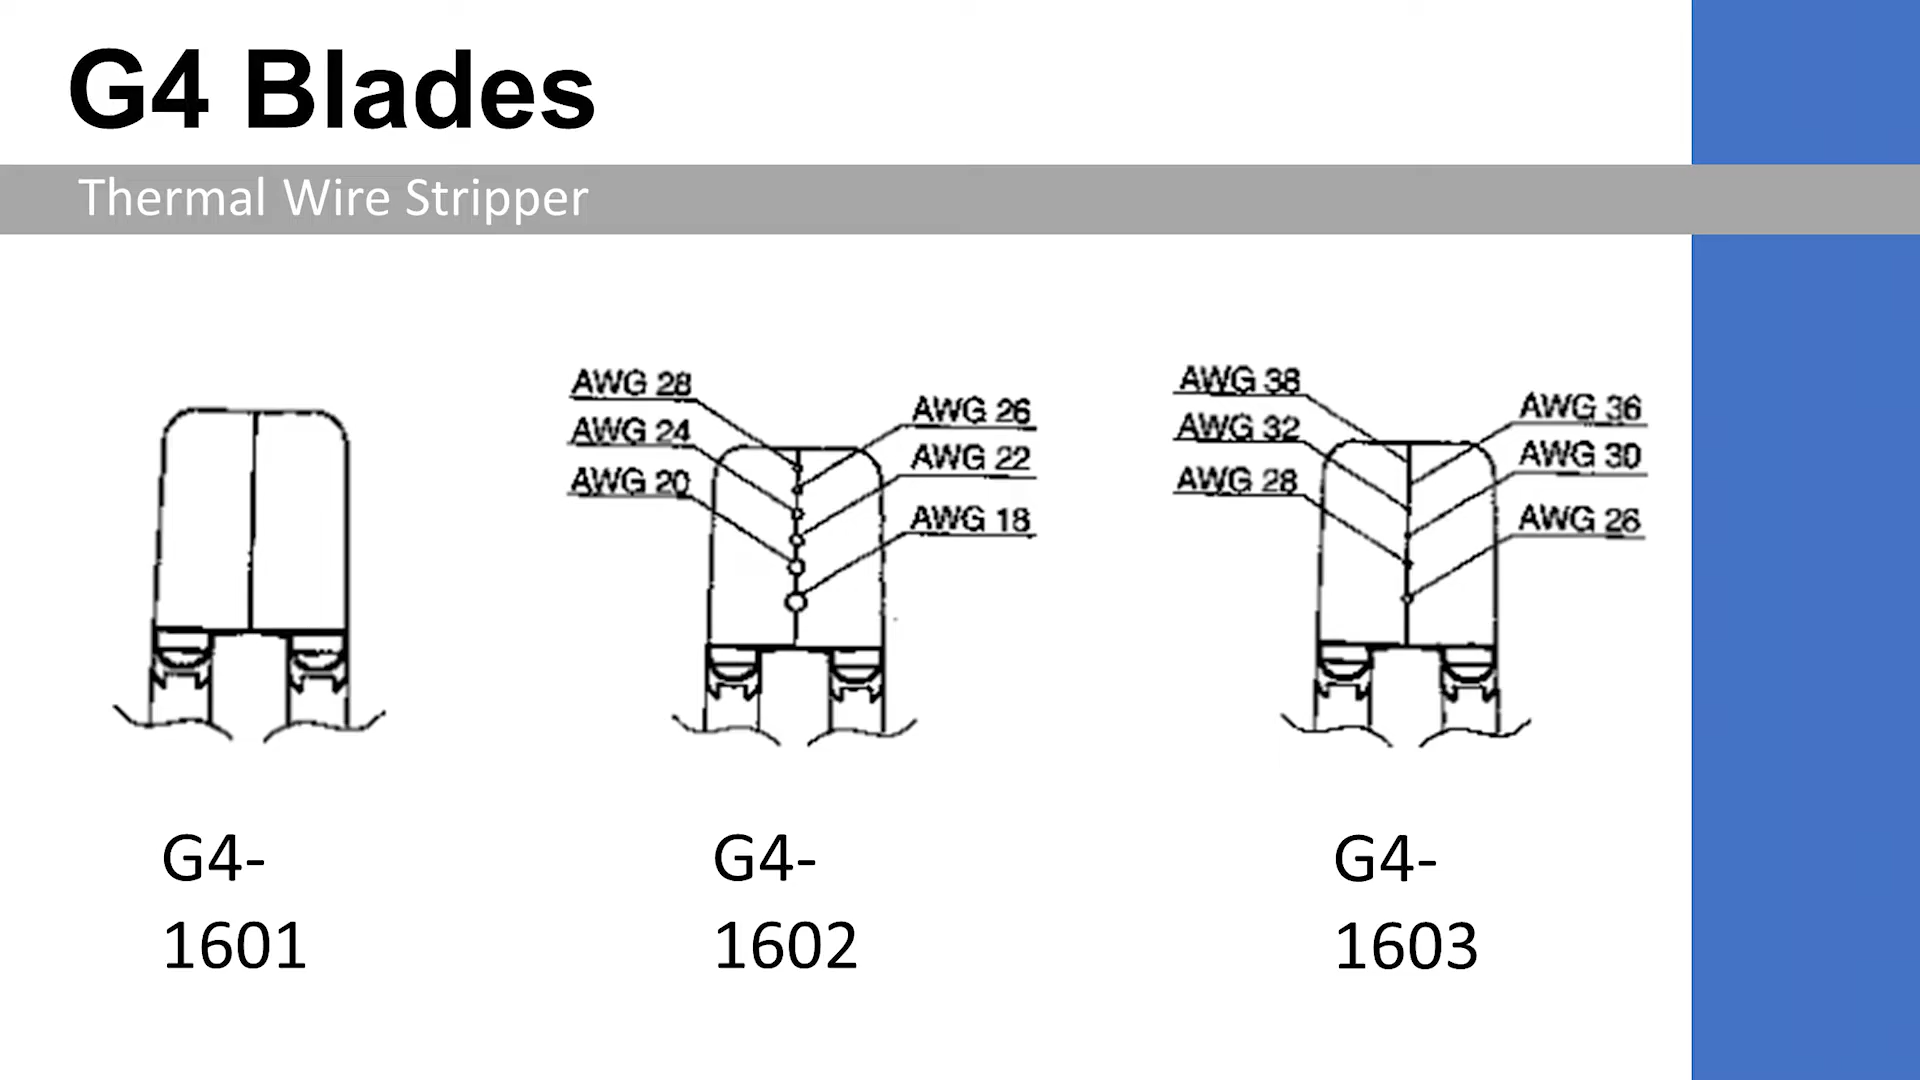 G4 Blades
Thermal Wire Stripper
AWG 28
AWG 26
AWG 24
AWG 22
AWG 20
AWG 18
AWG 38
AWG 36
AWG 32
AWG 30
AWG 28
AWG 26
G4-
1601
G4-
1602
G4-
1603